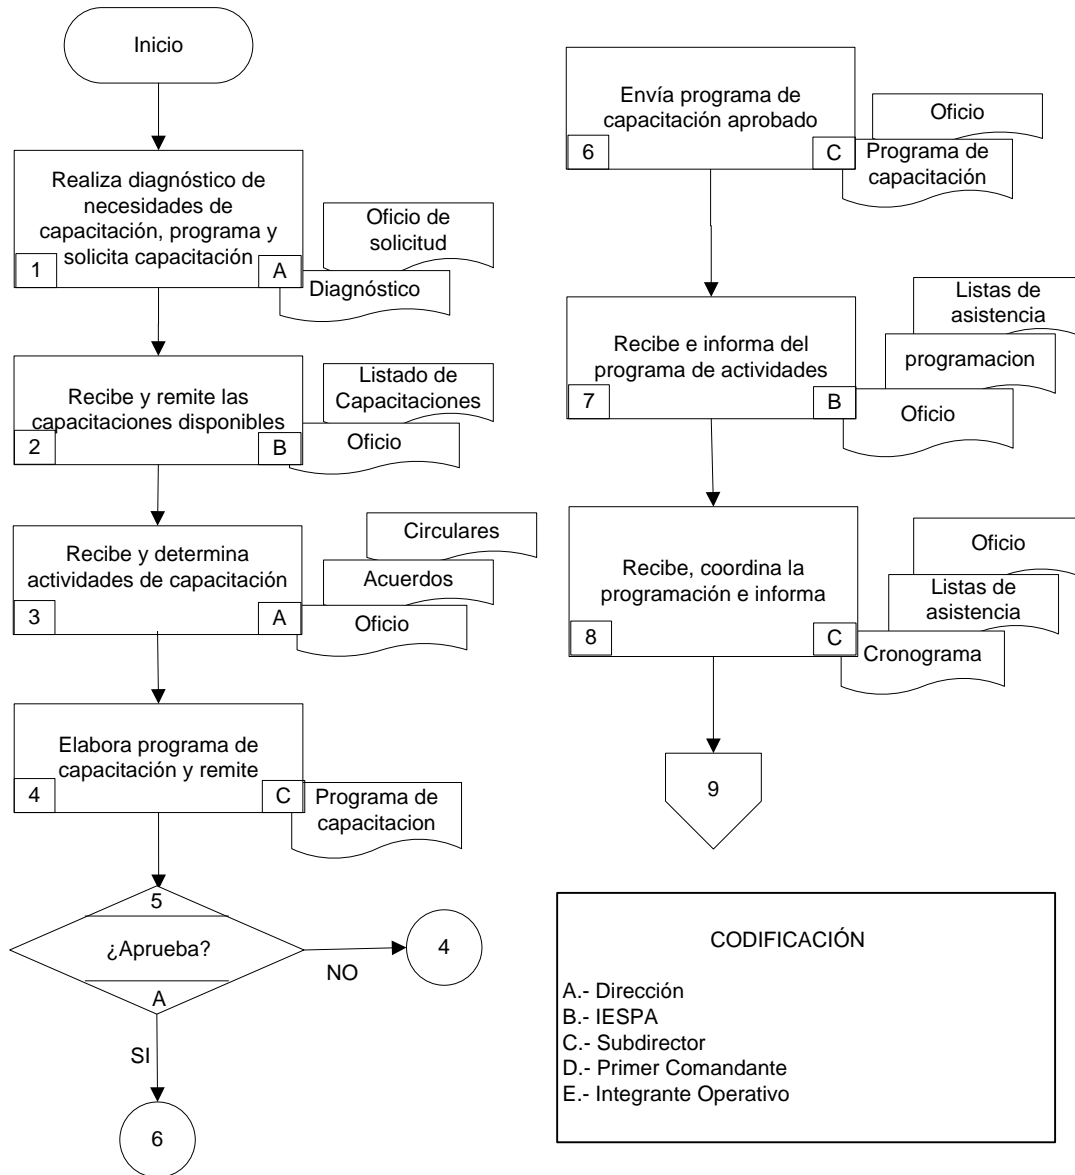 Inicio
Realiza diagnóstico de
necesidades de
capacitación, programa y
solicita capacitación
1
A
Oficio de
solicitud
Diagnóstico
Recibe y remite las
capacitaciones disponibles
2
B
Listado de
Capacitaciones
Oficio
Recibe y determina
actividades de capacitación
3
A
Circulares
Acuerdos
Oficio
Elabora programa de
capacitación y remite
4
C
Programa de
capacitacion
5
¿Aprueba?
A
NO
4
SI
6
Envía programa de
capacitación aprobado
6
C
Oficio
Programa de
capacitación
Recibe e informa del
programa de actividades
7
B
Listas de
asistencia
programacion
Oficio
Recibe, coordina la
programación e informa
8
C
Oficio
Listas de
asistencia
Cronograma
9
CODIFICACIÓN
A.- Dirección
B.- IESPA
C.- Subdirector
D.- Primer Comandante
E.- Integrante Operativo